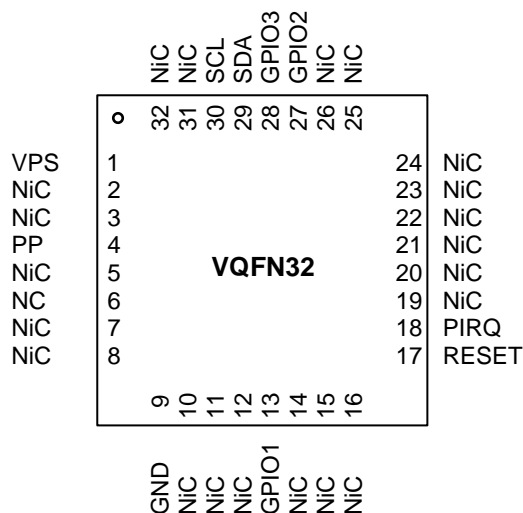 NiC NiC SCL SDA GPIO3 GPIO2 NiC NiC
32 31 30 29 28 27 26 25
VPS 1 24 NiC
NiC 2 23 NiC
NiC 3 22 NiC
PP 4 21 NiC
VQFN32
NiC 5 20 NiC
NC 6 19 NiC
NiC 7 18 PIRQ
NiC 8 17 RESET
9 10 11 12 13 14 15 16
GND NiC NiC NiC GPIO1 NiC NiC NiC